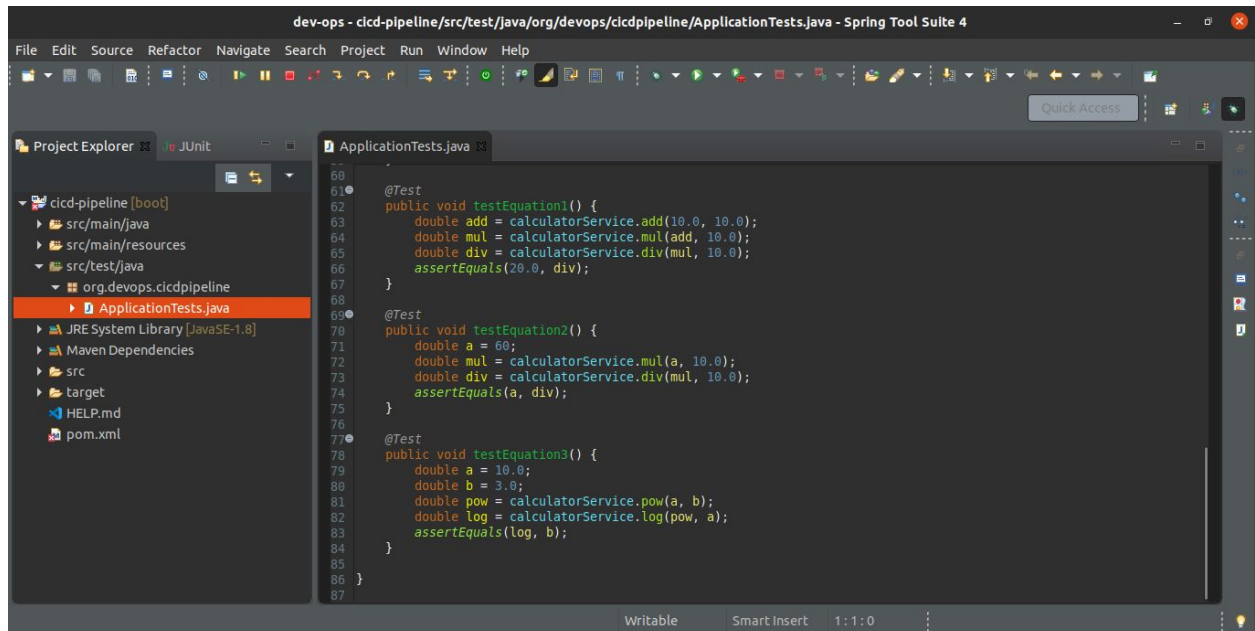 dev-ops - cicd-pipeline/src/test/java/org/devops/cicdpipeline/ApplicationTests.java - Spring Tool Suite 4
File Edit Source Refactor Navigate Search Project Run Window Help
Quick Access
Project Explorer JUnit
ApplicationTests.java
cicd-pipeline [boot]
src/main/java
src/main/resources
src/test/java
org.devops.cicdpipeline
ApplicationTests.java
JRE System Library [JavaSE-1.8]
Maven Dependencies
src
target
HELP.md
pom.xml
60
61 @Test
62 public void testEquation1() {
63 double add = calculatorService.add(10.0, 10.0);
64 double mul = calculatorService.mul(add, 10.0);
65 double div = calculatorService.div(mul, 10.0);
66 assertEquals(20.0, div);
67 }
68
69 @Test
70 public void testEquation2() {
71 double a = 60;
72 double mul = calculatorService.mul(a, 10.0);
73 double div = calculatorService.div(mul, 10.0);
74 assertEquals(a, div);
75 }
76
77 @Test
78 public void testEquation3() {
79 double a = 10.0;
80 double b = 3.0;
81 double pow = calculatorService.pow(a, b);
82 double log = calculatorService.log(pow, a);
83 assertEquals(log, b);
84 }
85
86 }
87
Writable Smart Insert 1:1:0